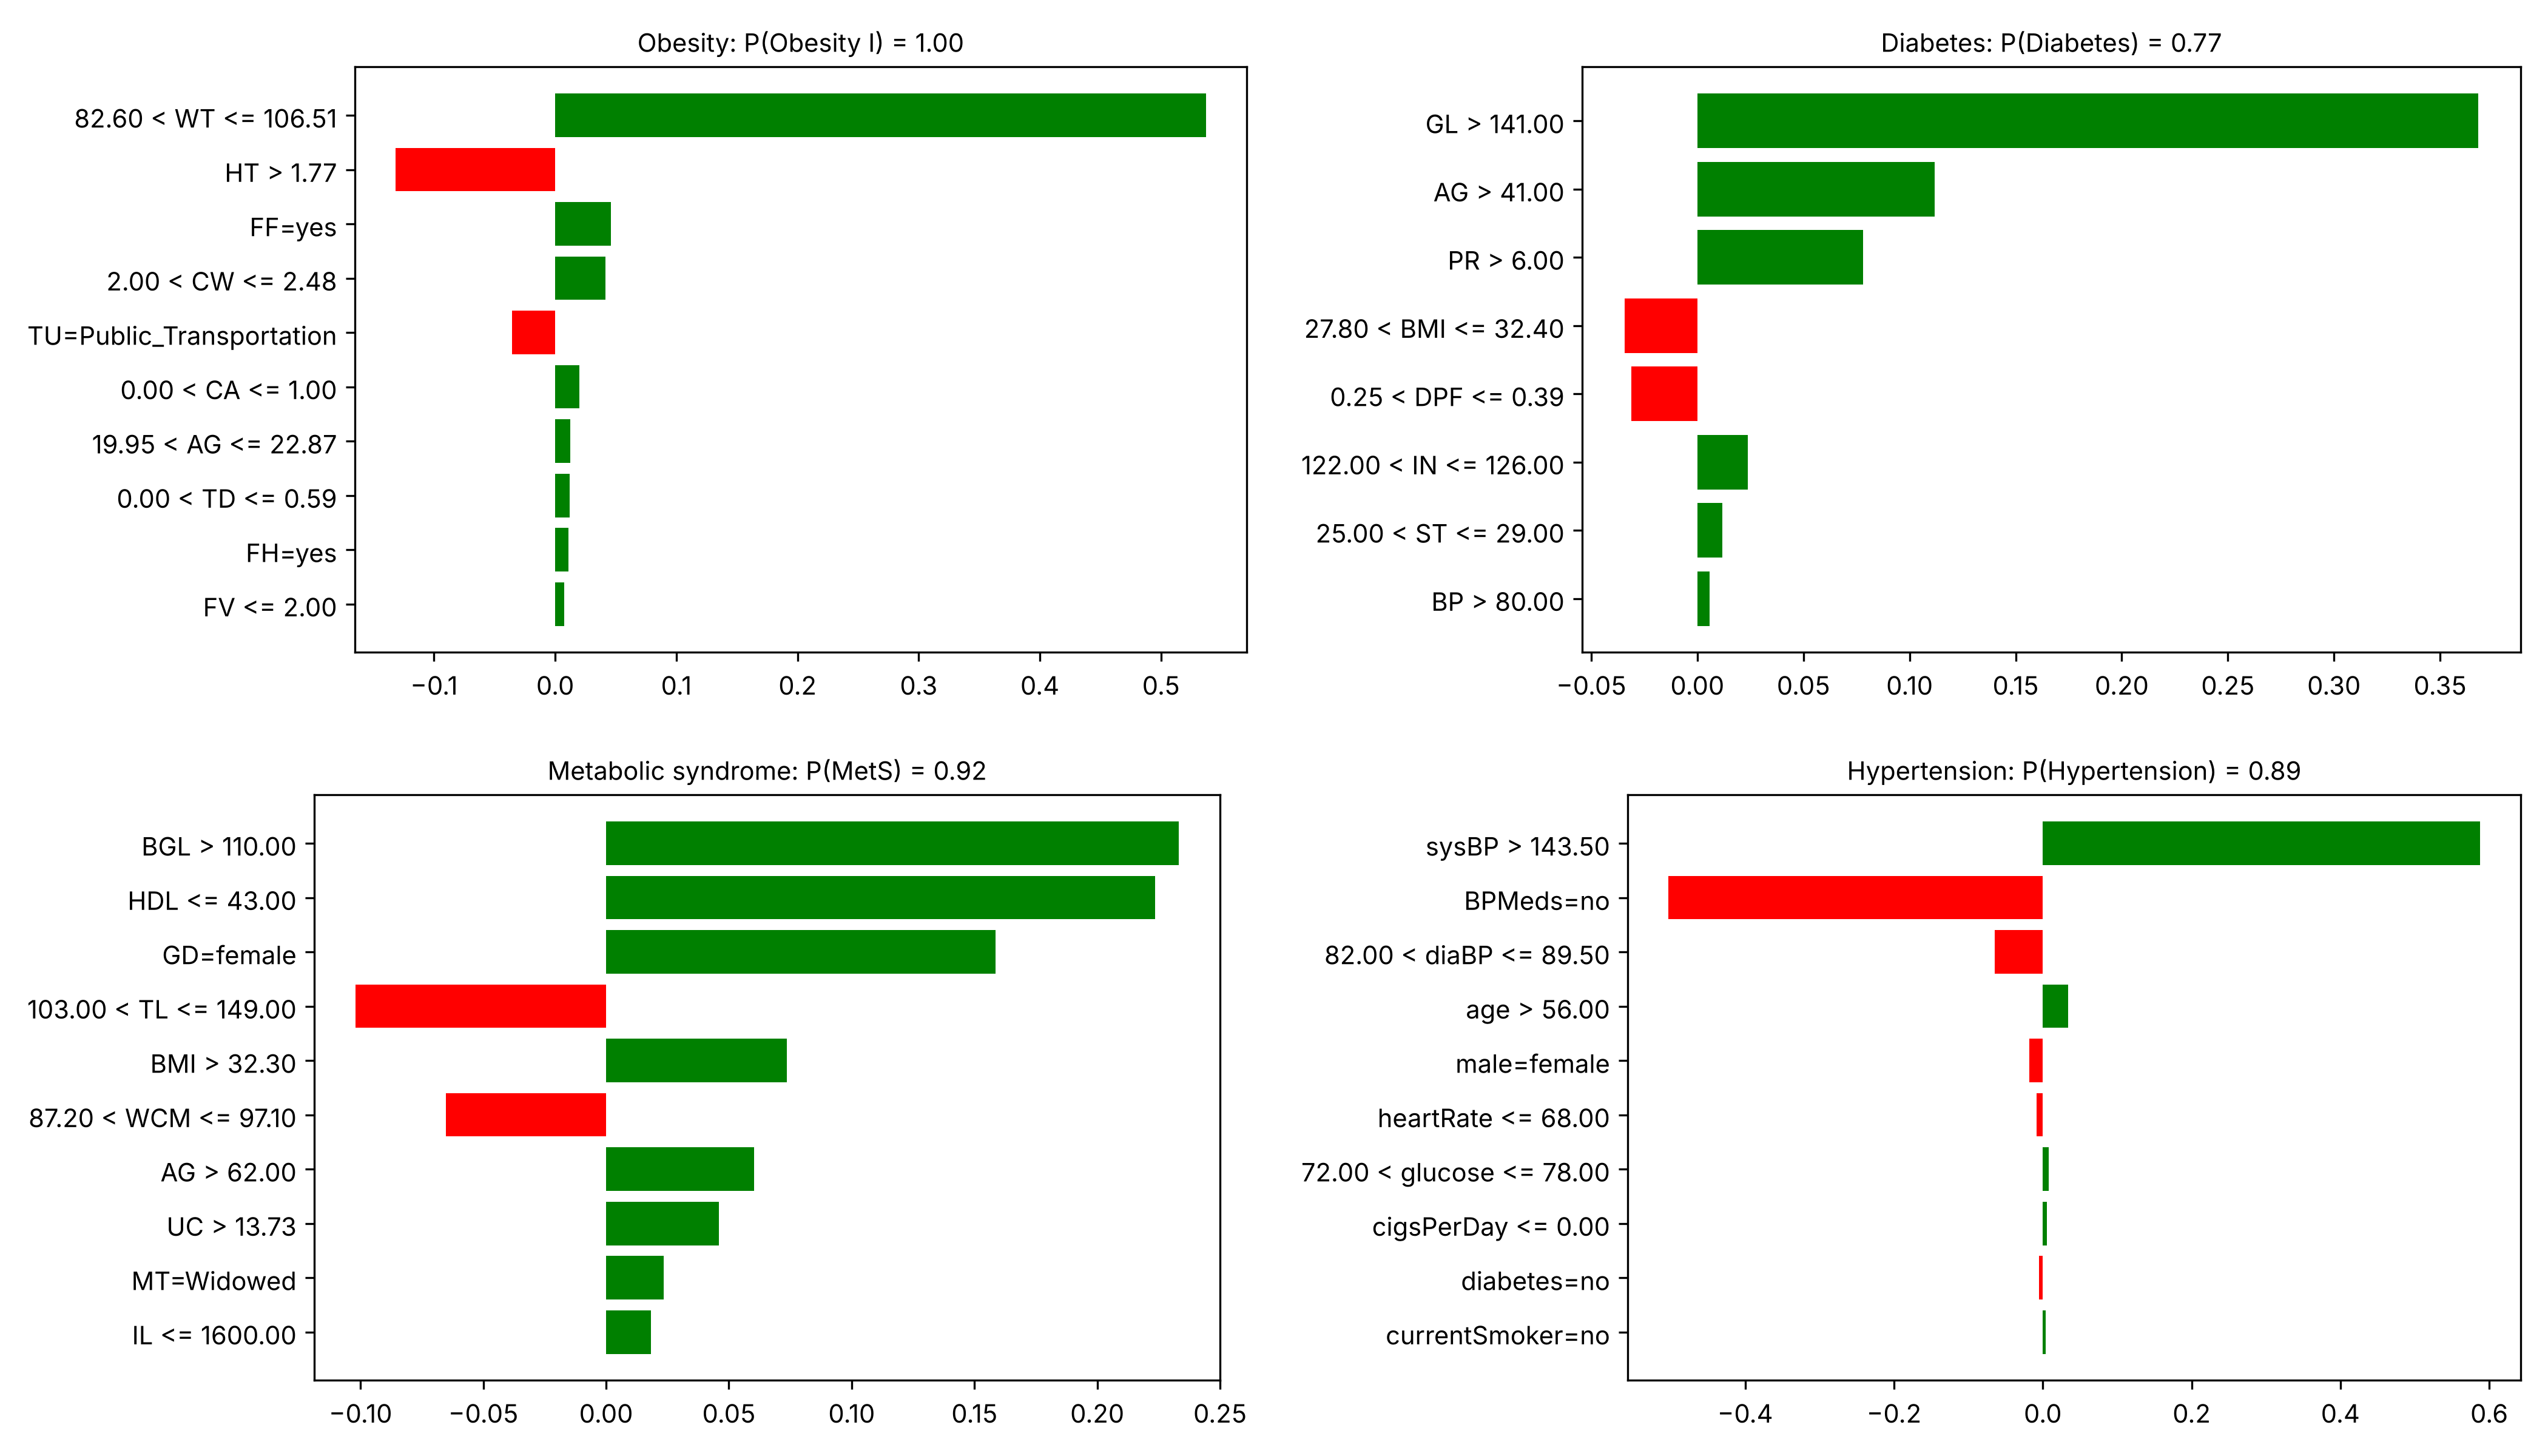 Obesity: P(Obesity I) = 1.00
82.60 < WT <= 106.51
HT > 1.77
FF=yes
2.00 < CW <= 2.48
TU=Public_Transportation
0.00 < CA <= 1.00
19.95 < AG <= 22.87
0.00 < TD <= 0.59
FH=yes
FV <= 2.00
−0.1 0.0 0.1 0.2 0.3 0.4 0.5
Diabetes: P(Diabetes) = 0.77
GL > 141.00
AG > 41.00
PR > 6.00
27.80 < BMI <= 32.40
0.25 < DPF <= 0.39
122.00 < IN <= 126.00
25.00 < ST <= 29.00
BP > 80.00
−0.05 0.00 0.05 0.10 0.15 0.20 0.25 0.30 0.35
Metabolic syndrome: P(MetS) = 0.92
BGL > 110.00
HDL <= 43.00
GD=female
103.00 < TL <= 149.00
BMI > 32.30
87.20 < WCM <= 97.10
AG > 62.00
UC > 13.73
MT=Widowed
IL <= 1600.00
−0.10 −0.05 0.00 0.05 0.10 0.15 0.20 0.25
Hypertension: P(Hypertension) = 0.89
sysBP > 143.50
BPMeds=no
82.00 < diaBP <= 89.50
age > 56.00
male=female
heartRate <= 68.00
72.00 < glucose <= 78.00
cigsPerDay <= 0.00
diabetes=no
currentSmoker=no
−0.4 −0.2 0.0 0.2 0.4 0.6